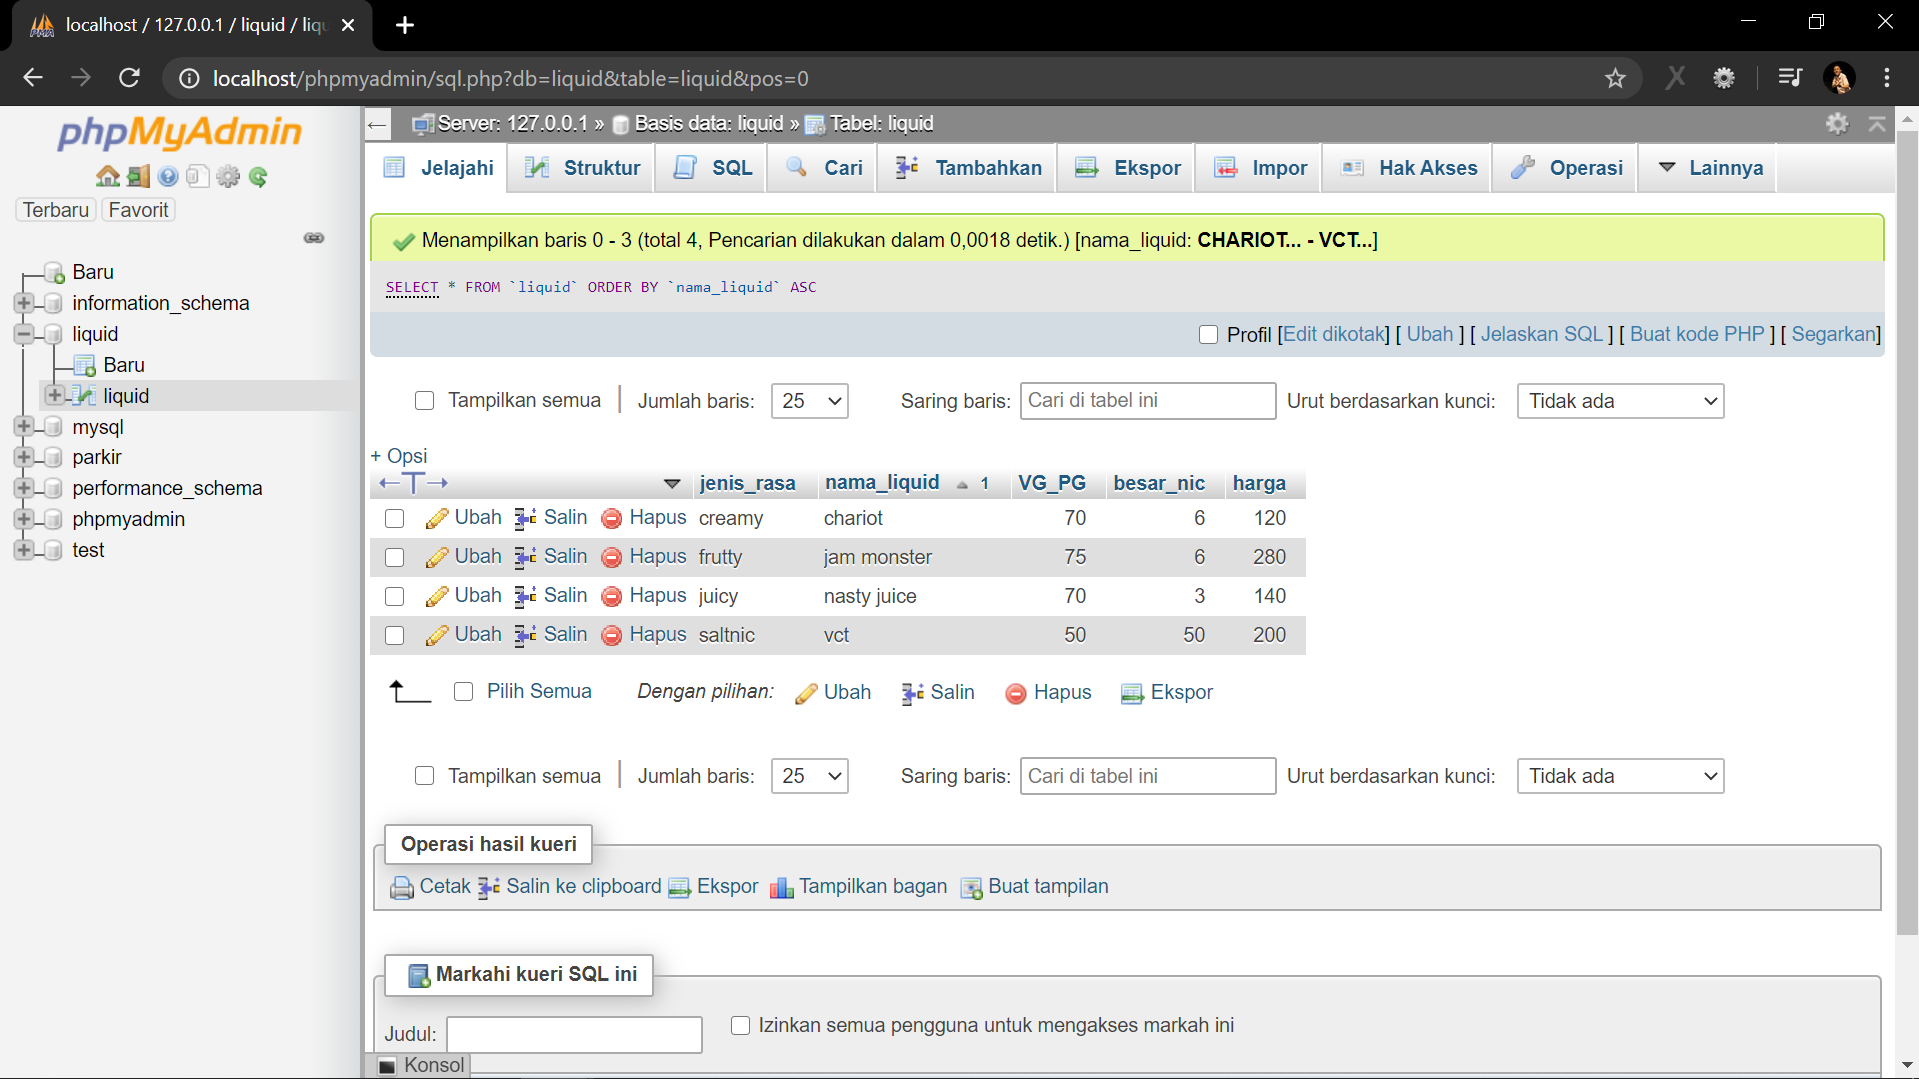 localhost / 127.0.0.1 / liquid / liqu
localhost/phpmyadmin/sql.php?db=liquid&table=liquid&pos=0
phpMyAdmin
Terbaru Favorit
Baru
information_schema
liquid
Baru
liquid
mysql
parkir
performance_schema
phpmyadmin
test
Server: 127.0.0.1 » Basis data: liquid » Tabel: liquid
Jelajahi Struktur SQL Cari Tambahkan Ekspor Impor Hak Akses Operasi Lainnya
Menampilkan baris 0 - 3 (total 4, Pencarian dilakukan dalam 0,0018 detik.) [nama_liquid: CHARIOT... - VCT...]
SELECT * FROM `liquid` ORDER BY `nama_liquid` ASC
Profil [Edit dikotak] [ Ubah ] [ Jelaskan SQL ] [ Buat kode PHP ] [ Segarkan]
Tampilkan semua | Jumlah baris: 25 Saring baris: Cari di tabel ini Urut berdasarkan kunci: Tidak ada
+ Opsi
←T→ jenis_rasa nama_liquid 1 VG_PG besar_nic harga
Ubah Salin Hapus creamy chariot 70 6 120
Ubah Salin Hapus frutty jam monster 75 6 280
Ubah Salin Hapus juicy nasty juice 70 3 140
Ubah Salin Hapus saltnic vct 50 50 200
Pilih Semua Dengan pilihan: Ubah Salin Hapus Ekspor
Tampilkan semua | Jumlah baris: 25 Saring baris: Cari di tabel ini Urut berdasarkan kunci: Tidak ada
Operasi hasil kueri
Cetak Salin ke clipboard Ekspor Tampilkan bagan Buat tampilan
Markahi kueri SQL ini
Judul: Izinkan semua pengguna untuk mengakses markah ini
Konsol